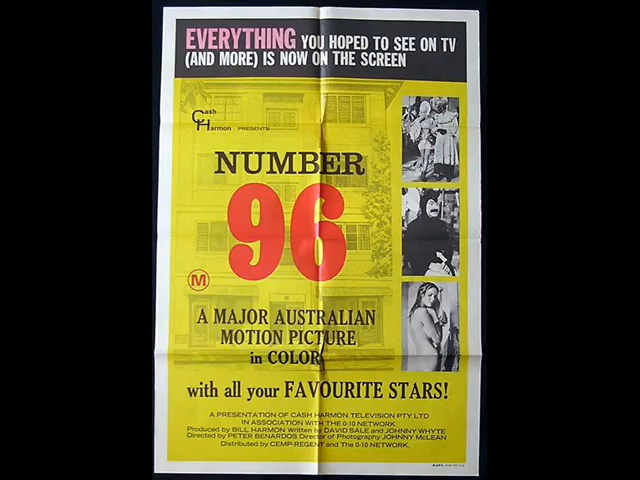 EVERYTHING YOU HOPED TO SEE ON TV
(AND MORE) IS NOW ON THE SCREEN
Cash
Harmon PRESENTS
NUMBER
96
M
A MAJOR AUSTRALIAN
MOTION PICTURE
in COLOR
with all your FAVOURITE STARS!
A PRESENTATION OF CASH HARMON TELEVISION PTY LTD
IN ASSOCIATION WITH THE 0-10 NETWORK
Produced by BILL HARMON Written by DAVID SALE and JOHNNY WHYTE
Directed by PETER BENARDOS Director of Photography JOHNNY McLEAN
Distributed by CEMP-REGENT and The 0-10 NETWORK.